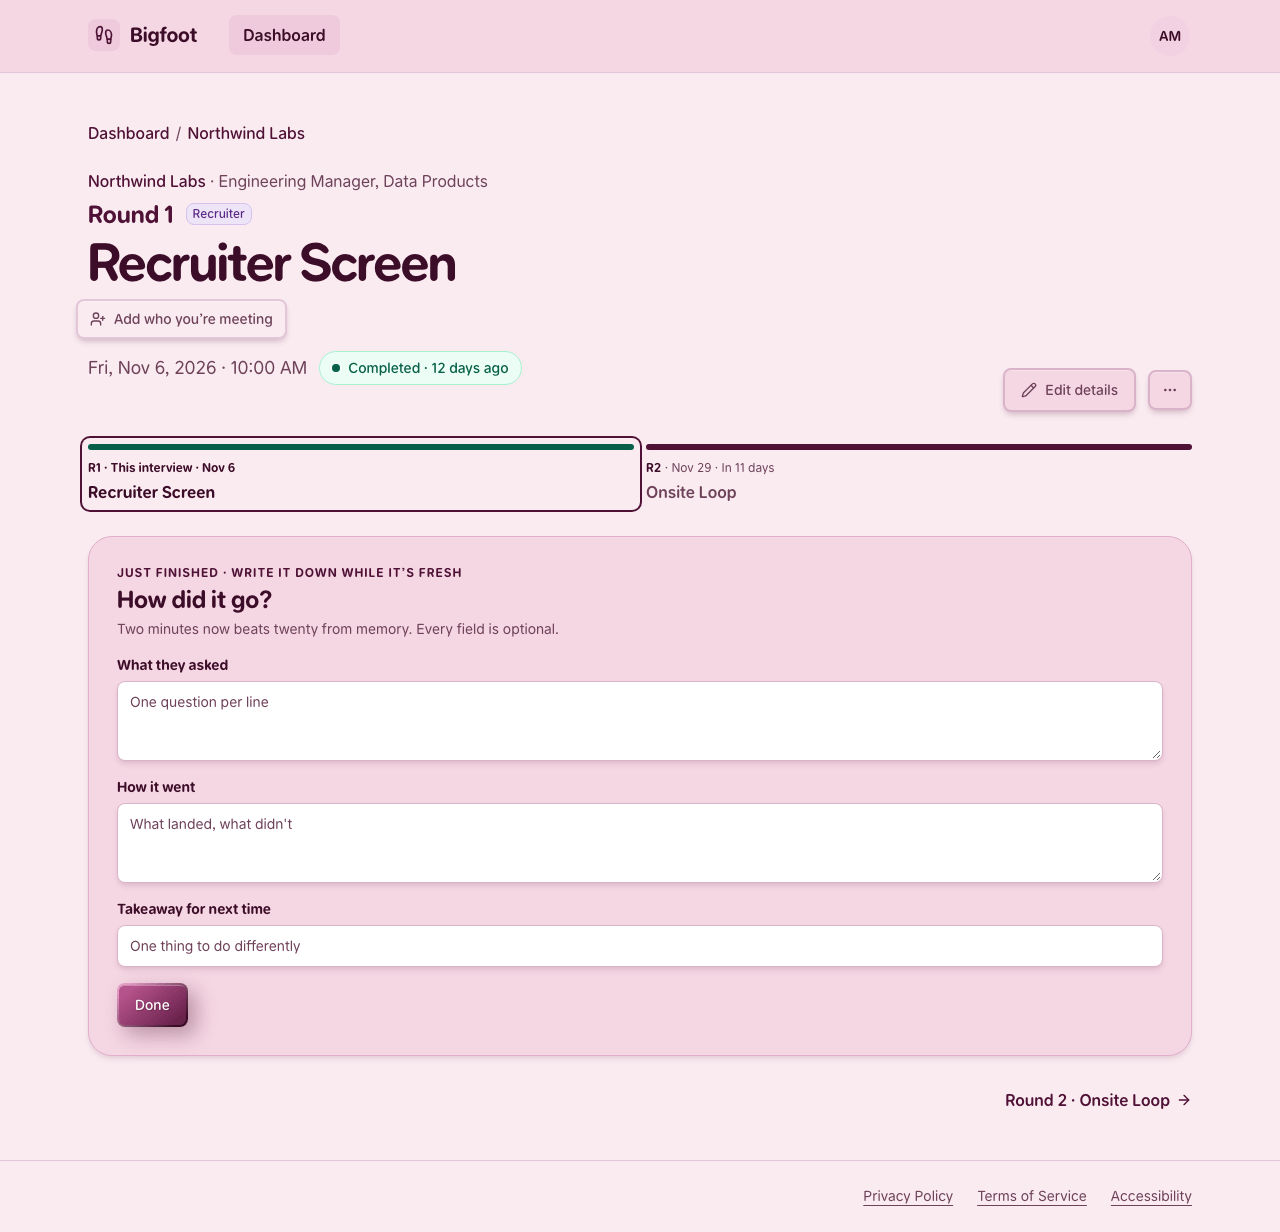 Bigfoot
Dashboard
AM
Dashboard / Northwind Labs
Northwind Labs · Engineering Manager, Data Products
Round 1
Recruiter
Recruiter Screen
Add who you’re meeting
Fri, Nov 6, 2026 · 10:00 AM
Completed · 12 days ago
Edit details
R1 · This interview · Nov 6
Recruiter Screen
R2 · Nov 29 · In 11 days
Onsite Loop
JUST FINISHED · WRITE IT DOWN WHILE IT’S FRESH
How did it go?
Two minutes now beats twenty from memory. Every field is optional.
What they asked
One question per line
How it went
What landed, what didn't
Takeaway for next time
One thing to do differently
Done
Round 2 · Onsite Loop →
Privacy Policy
Terms of Service
Accessibility